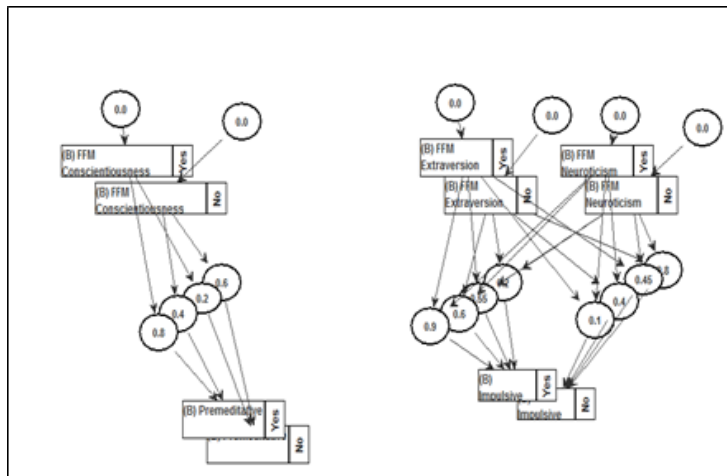 0.0
0.0
0.0
0.0
0.0
0.0
(B) FFM
Conscientiousness
Yes
(B) FFM
Conscientiousness
No
(B) FFM
Extraversion
Yes
(B) FFM
Extraversion
No
(B) FFM
Neuroticism
Yes
(B) FFM
Neuroticism
No
0.6
0.2
0.4
0.8
0.55
0.6
0.9
0.8
0.45
0.4
0.1
(B) Premeditative
Yes
No
(B)
Impulsive
Yes
Impulsive
No